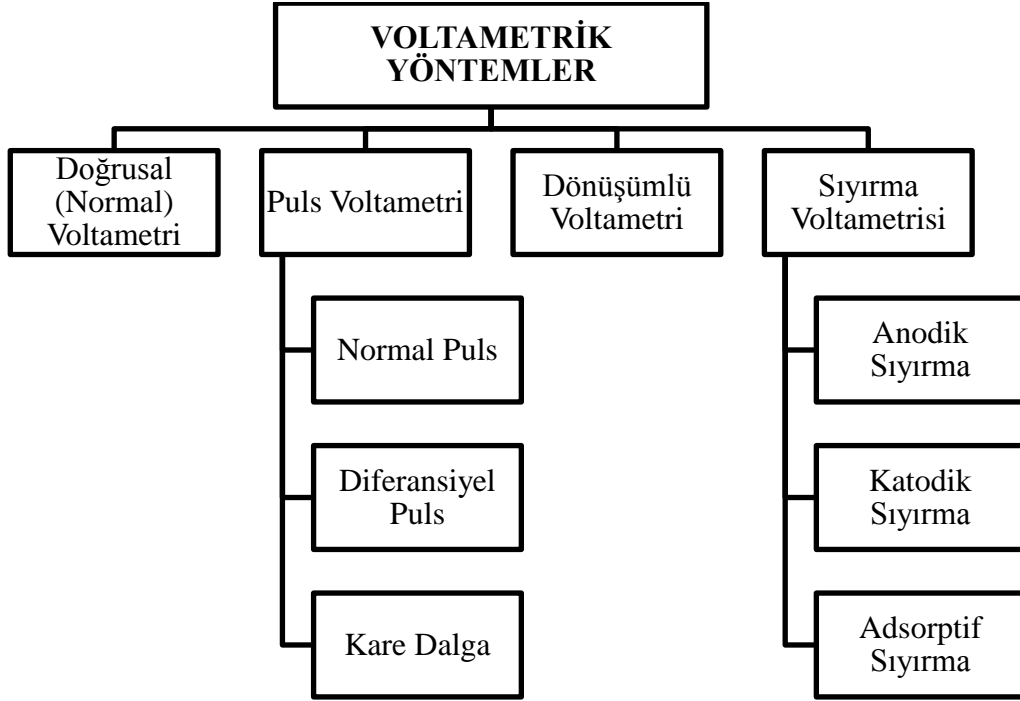 VOLTAMETRİK
YÖNTEMLER
Doğrusal
(Normal)
Voltametri
Puls Voltametri
Dönüşümlü
Voltametri
Sıyırma
Voltametrisi
Normal Puls
Diferansiyel
Puls
Kare Dalga
Anodik
Sıyırma
Katodik
Sıyırma
Adsorptif
Sıyırma